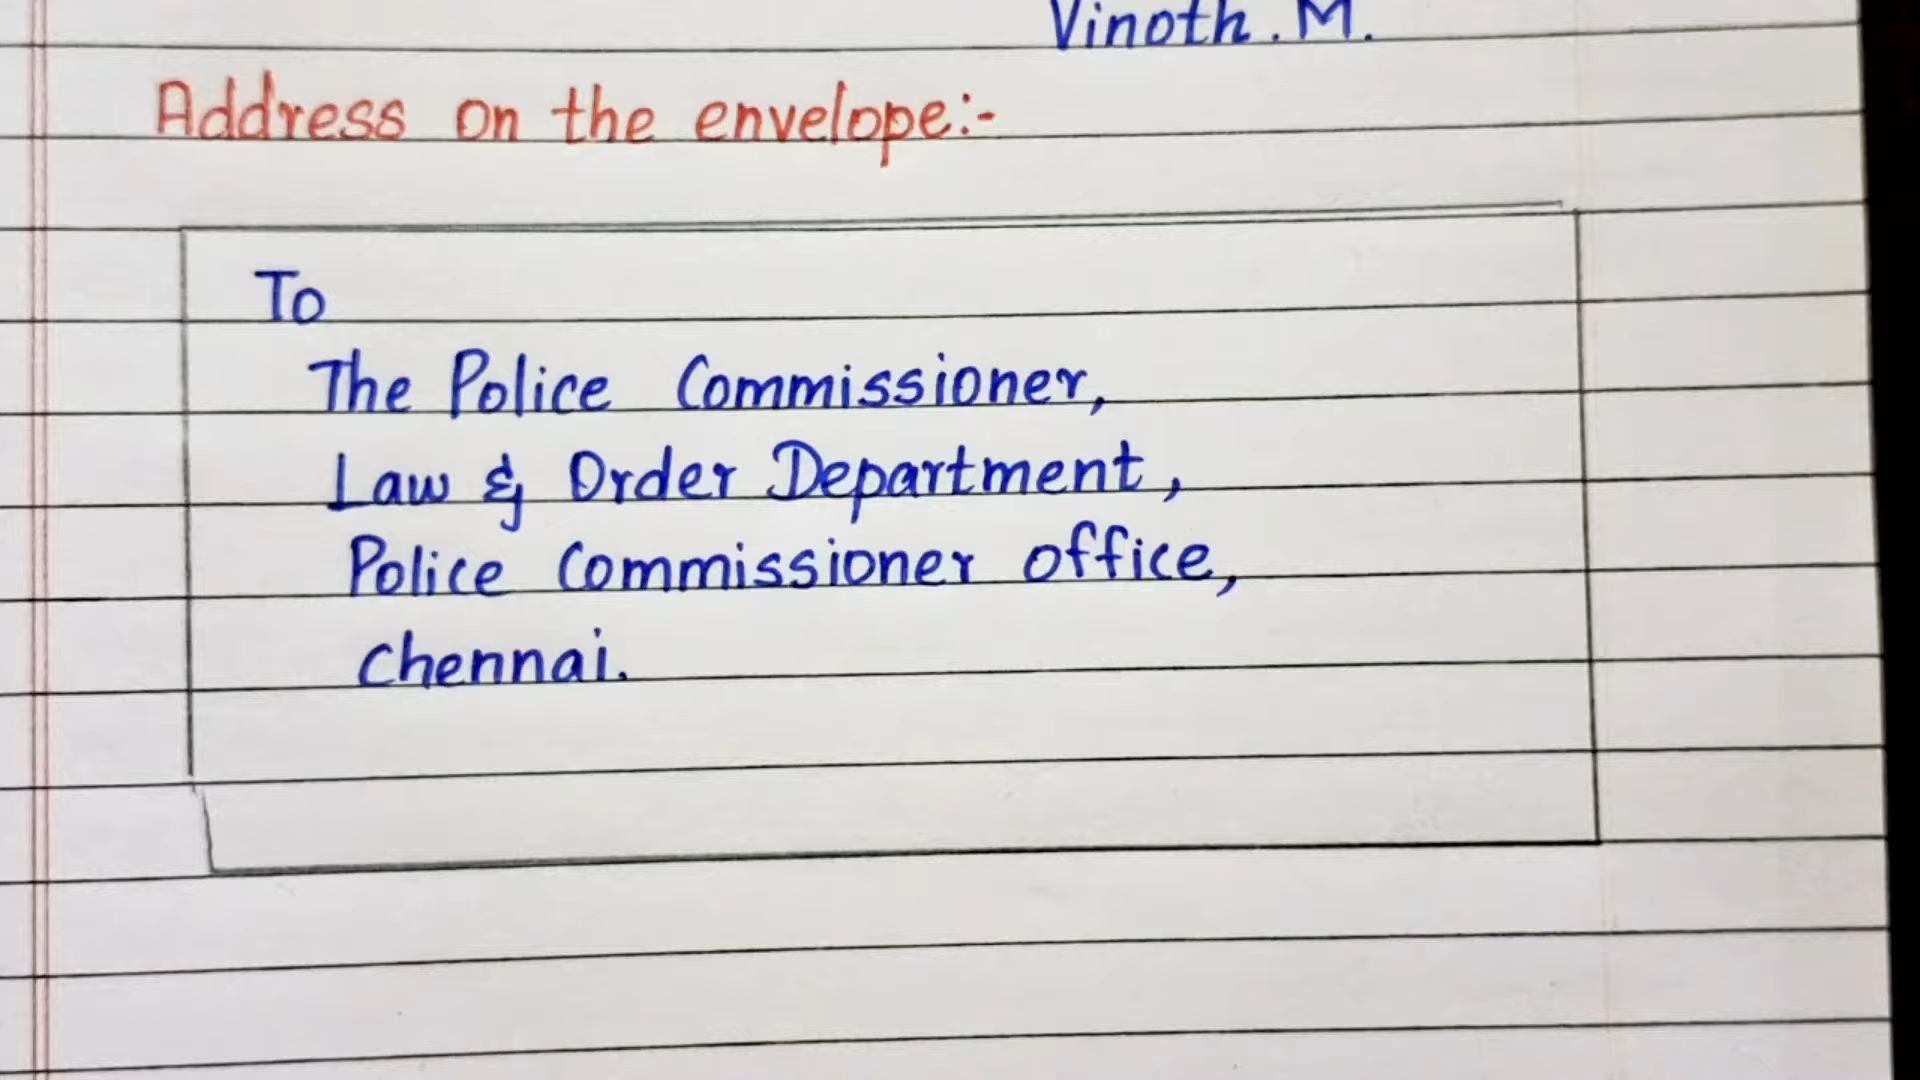 Vinoth. M.
Address on the envelope:-
To
The Police Commissioner,
Law & Order Department,
Police Commissioner office,
Chennai.